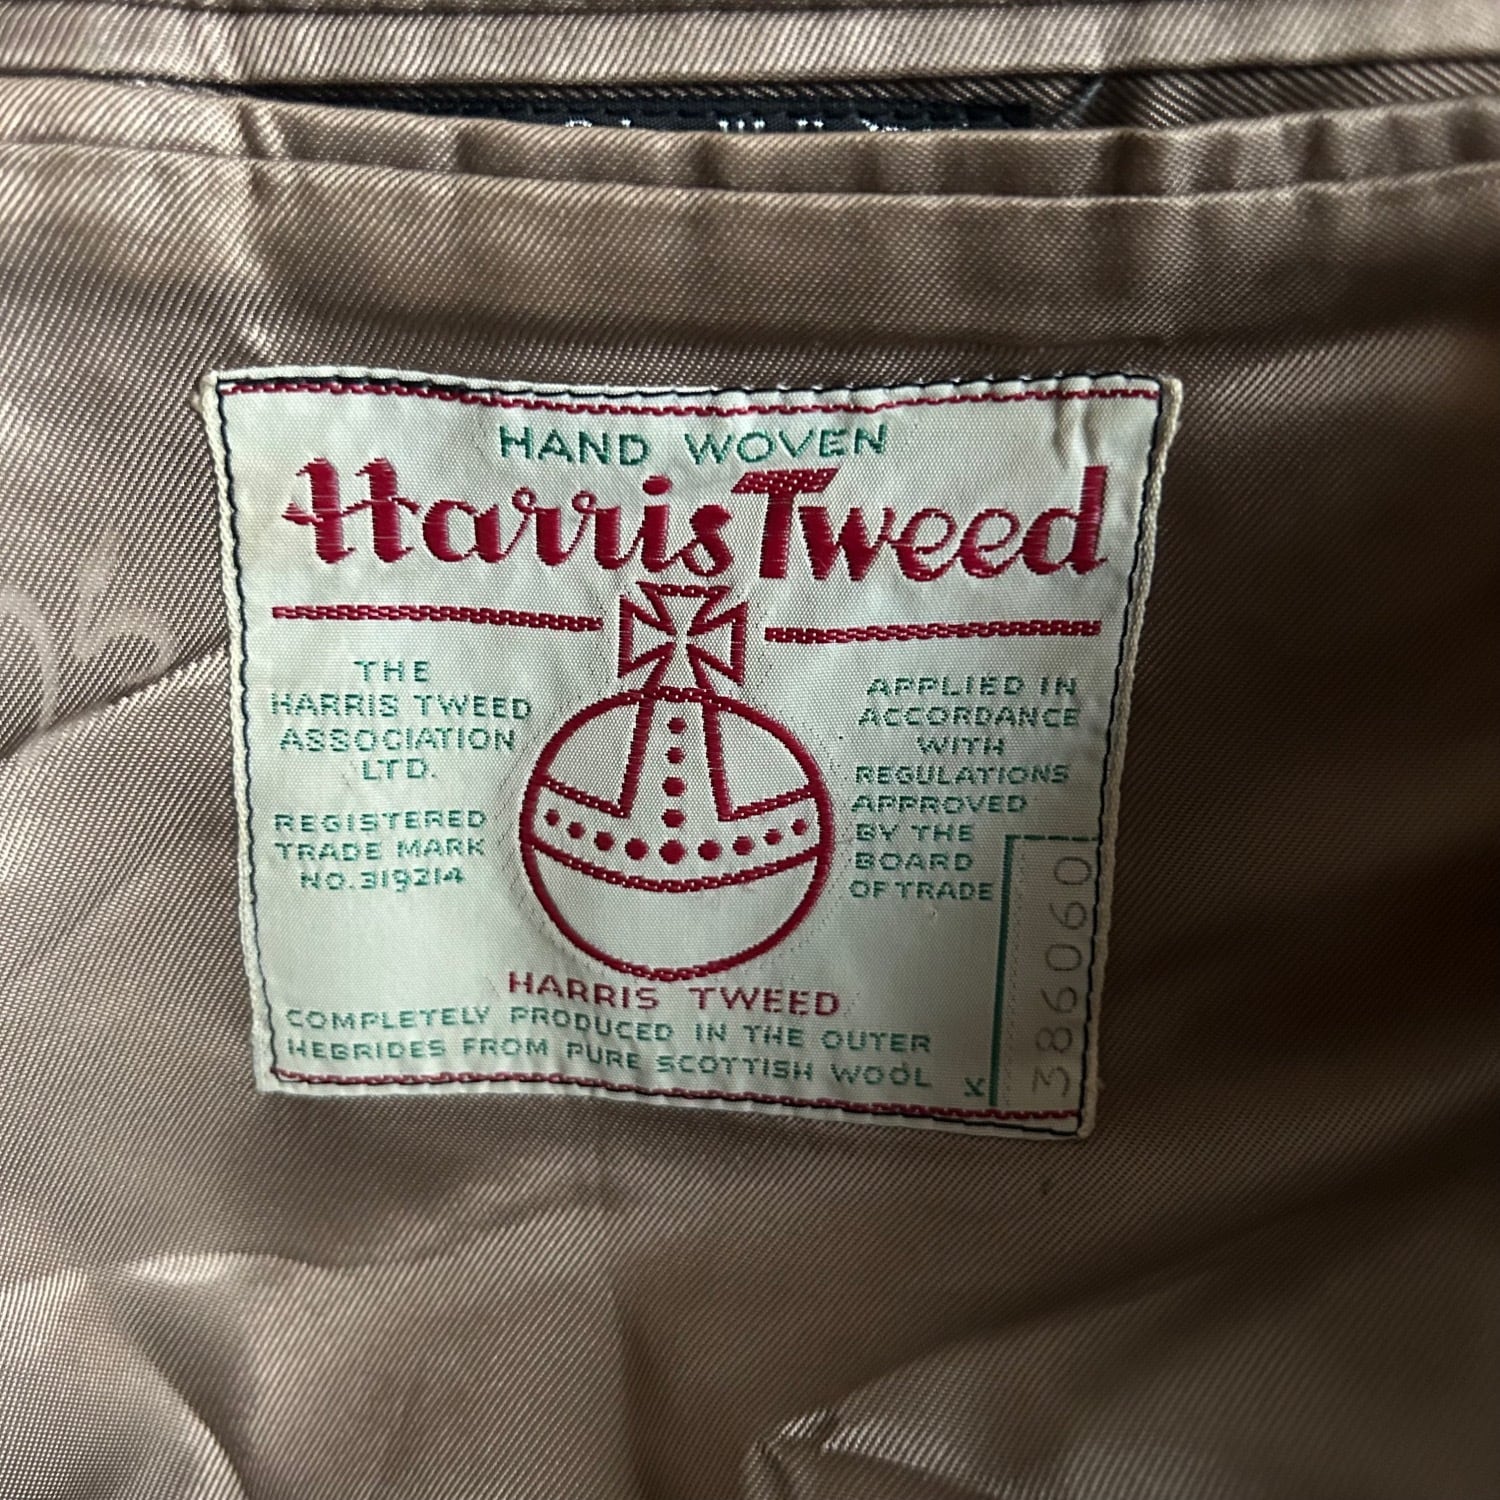 HAND WOVEN
Harris Tweed
THE
HARRIS TWEED
ASSOCIATION
LTD.
REGISTERED
TRADE MARK
NO. 319214
APPLIED IN
ACCORDANCE
WITH
REGULATIONS
APPROVED
BY THE
BOARD
OF TRADE
HARRIS TWEED
COMPLETELY PRODUCED IN THE OUTER
HEBRIDES FROM PURE SCOTTISH WOOL
K
386060